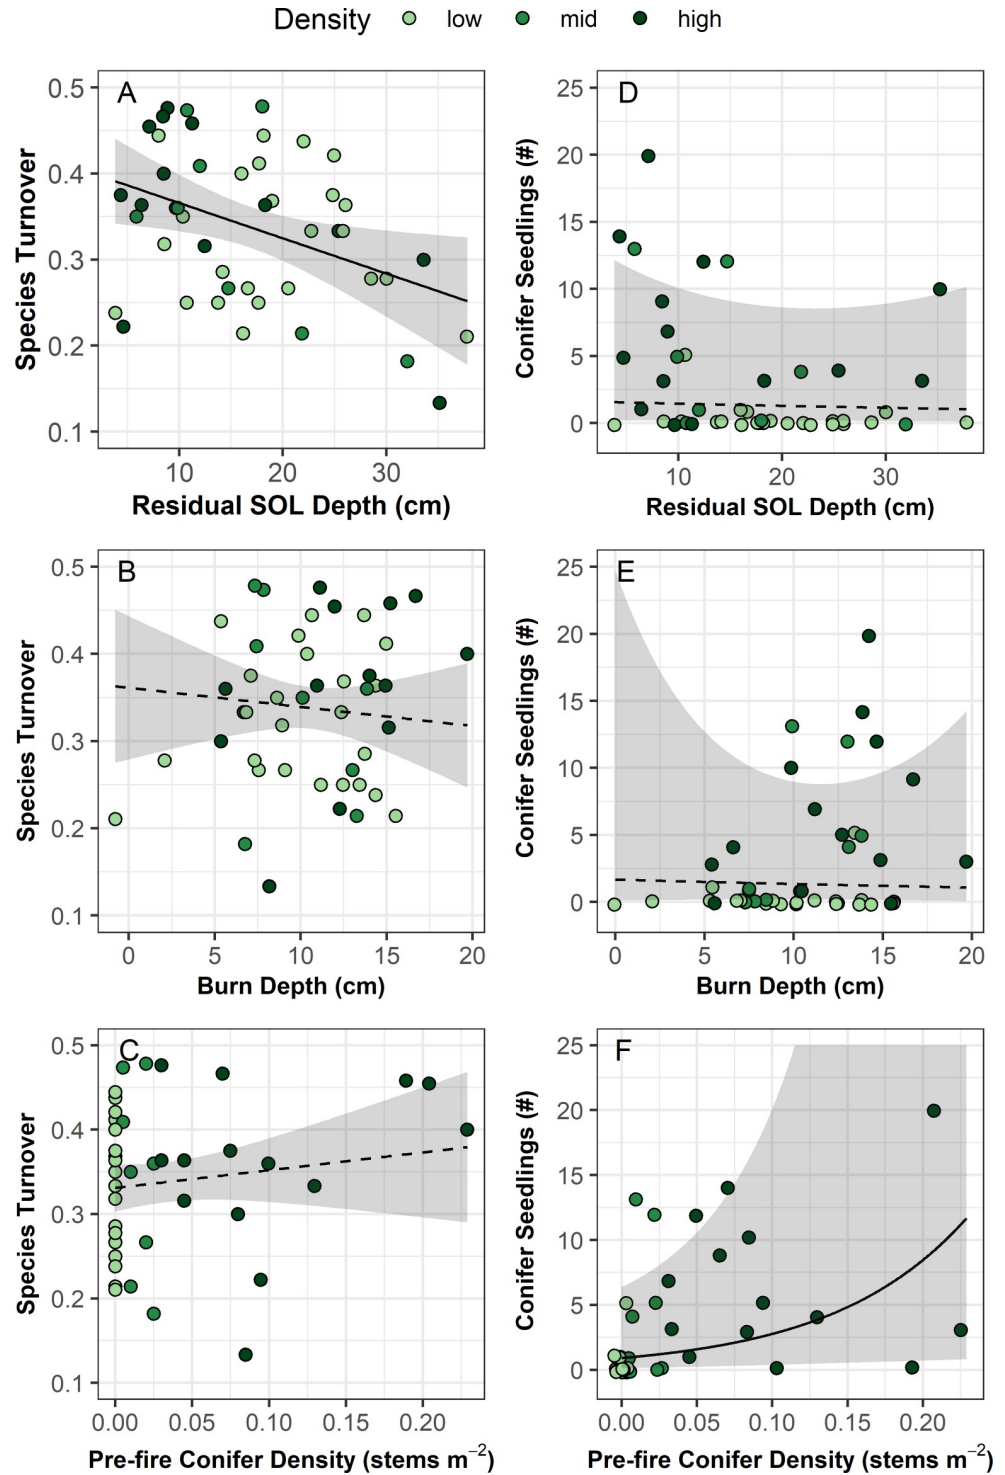 Density low mid high
A
0.5
0.4
0.3
0.2
0.1
Species Turnover
10 20 30
Residual SOL Depth (cm)
D
25
20
15
10
5
0
Conifer Seedlings (#)
10 20 30
Residual SOL Depth (cm)
B
0.5
0.4
0.3
0.2
0.1
Species Turnover
0 5 10 15 20
Burn Depth (cm)
E
25
20
15
10
5
0
Conifer Seedlings (#)
0 5 10 15 20
Burn Depth (cm)
C
0.5
0.4
0.3
0.2
0.1
Species Turnover
0.00 0.05 0.10 0.15 0.20
Pre-fire Conifer Density (stems m⁻²)
F
25
20
15
10
5
0
Conifer Seedlings (#)
0.00 0.05 0.10 0.15 0.20
Pre-fire Conifer Density (stems m⁻²)